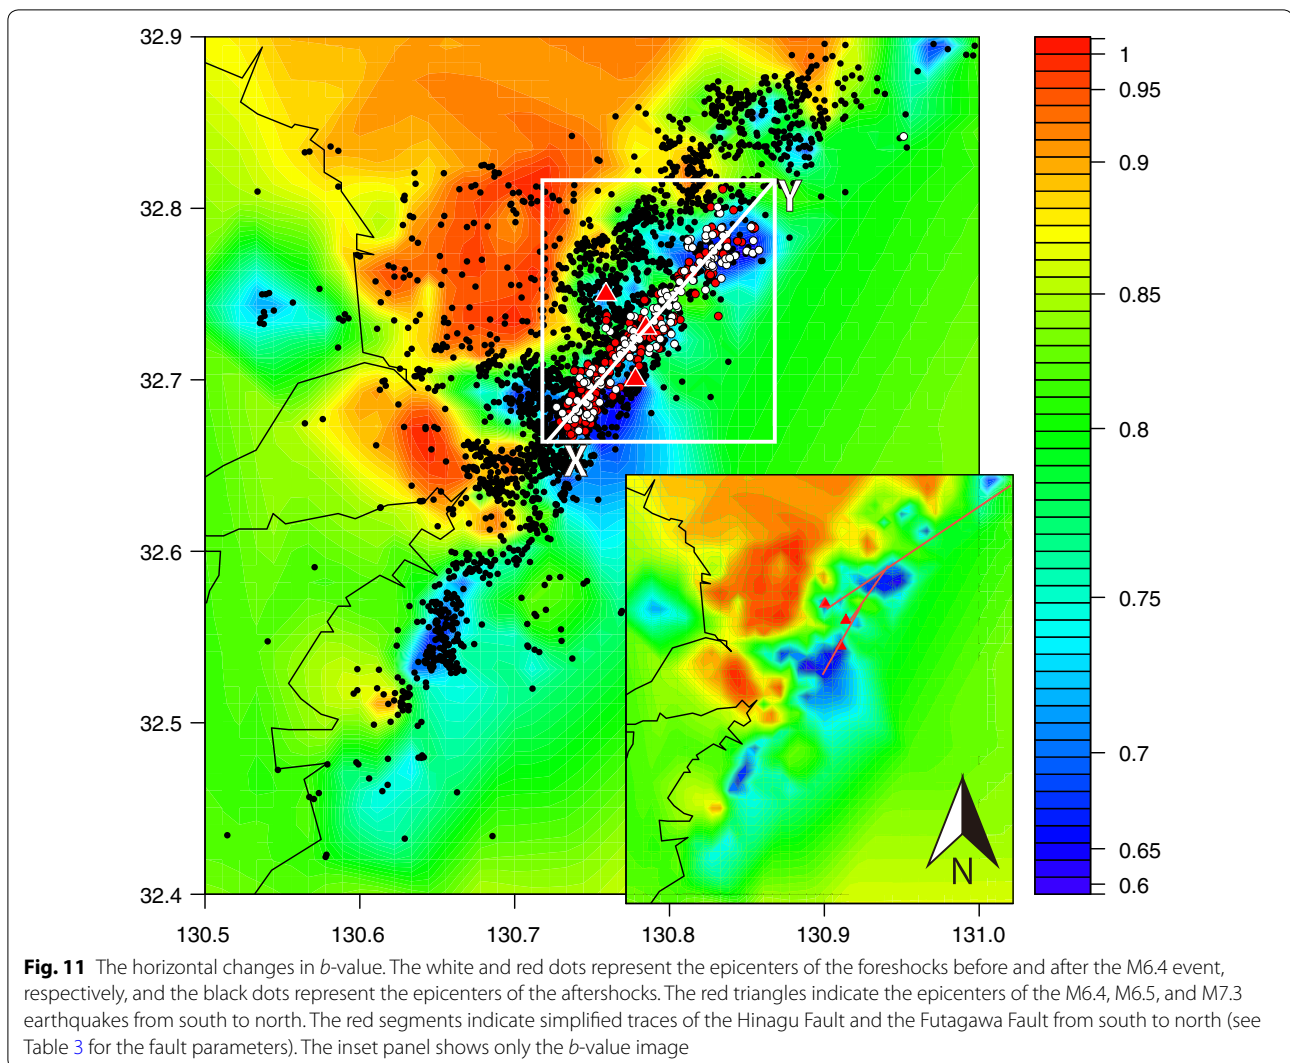 32.9
32.8
32.7
32.6
32.5
32.4
130.5 130.6 130.7 130.8 130.9 131.0
Y
X
N
1
0.95
0.9
0.85
0.8
0.75
0.7
0.65
0.6
Fig. 11 The horizontal changes in b-value. The white and red dots represent the epicenters of the foreshocks before and after the M6.4 event,
respectively, and the black dots represent the epicenters of the aftershocks. The red triangles indicate the epicenters of the M6.4, M6.5, and M7.3
earthquakes from south to north. The red segments indicate simplified traces of the Hinagu Fault and the Futagawa Fault from south to north (see
Table 3 for the fault parameters). The inset panel shows only the b-value image